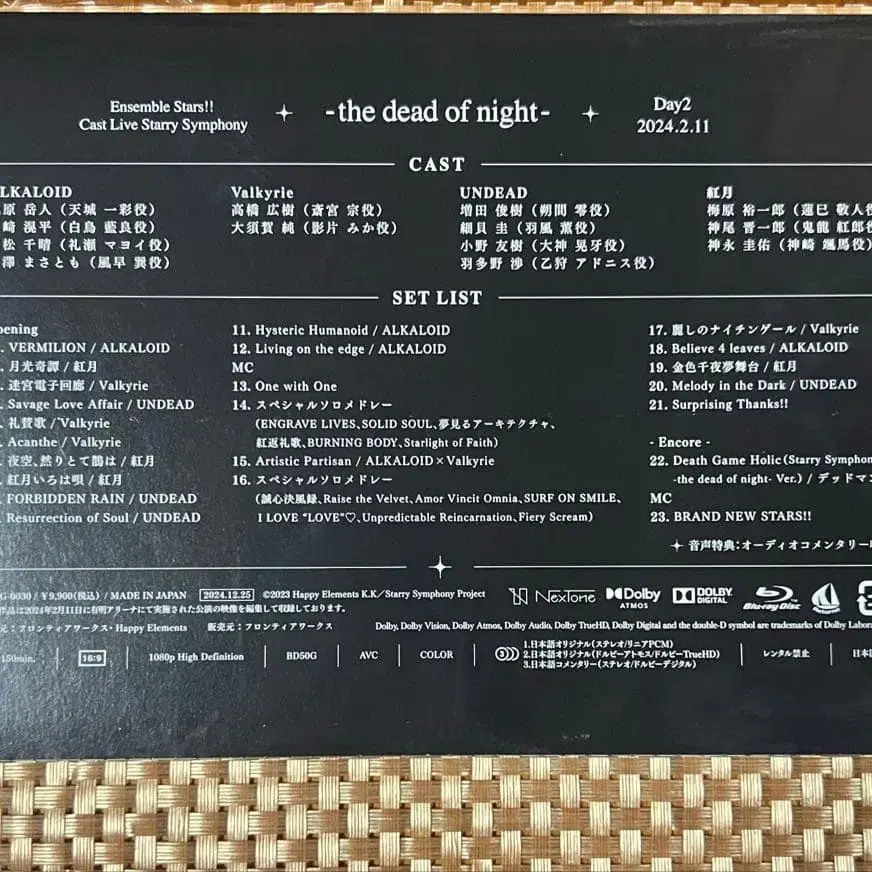 Ensemble Stars!!
Cast Live Starry Symphony
-the dead of night-
Day2
2024.2.11
CAST
LKALOID
原 岳人（天城 一彩役）
﨑 滉平（白鳥 藍良役）
松 千晴（礼瀬 マヨイ役）
澤 まさとも（風早 巽役）
Valkyrie
高橋 広樹（斎宮 宗役）
大須賀 純（影片 みか役）
UNDEAD
増田 俊樹（朔間 零役）
細貝 圭（羽風 薫役）
小野 友樹（大神 晃牙役）
羽多野 渉（乙狩 アドニス役）
紅月
梅原 裕一郎（蓮巳 敬人役
神尾 晋一郎（鬼龍 紅郎役
神永 圭佑（神崎 颯馬役）
SET LIST
pening
. VERMILION / ALKALOID
. 月光奇譚 / 紅月
. 迷宮電子回廊 / Valkyrie
. Savage Love Affair / UNDEAD
. 礼賛歌 / Valkyrie
. Acanthe / Valkyrie
. 夜空、然りとて鵲は / 紅月
. 紅月いろは唄 / 紅月
. FORBIDDEN RAIN / UNDEAD
. Resurrection of Soul / UNDEAD
11. Hysteric Humanoid / ALKALOID
12. Living on the edge / ALKALOID
MC
13. One with One
14. スペシャルソロメドレー
(ENGRAVE LIVES、SOLID SOUL、夢見るアーキテクチャ、
紅返礼歌、BURNING BODY、Starlight of Faith)
15. Artistic Partisan / ALKALOID×Valkyrie
16. スペシャルソロメドレー
(誠心決風録、Raise the Velvet、Amor Vincit Omnia、SURF ON SMILE、
I LOVE "LOVE"♡、Unpredictable Reincarnation、Fiery Scream)
17. 麗しのナイチンゲール / Valkyrie
18. Believe 4 leaves / ALKALOID
19. 金色千夜夢舞台 / 紅月
20. Melody in the Dark / UNDEAD
21. Surprising Thanks!!
- Encore -
22. Death Game Holic (Starry Symphon
-the dead of night- Ver.) / デッドマン
MC
23. BRAND NEW STARS!!
音声特典：オーディオコメンタリー
G-0030 / ¥9,900(税込) / MADE IN JAPAN 2024.12.25 ©2023 Happy Elements K.K／Starry Symphony Project
作品は2024年2月11日に有明アリーナにて実施された公演の映像を編集して収録しております。
元：フロンティアワークス・Happy Elements 販売元：フロンティアワークス
NexTone
Dolby ATMOS
DOLBY DIGITAL
Blu-ray Disc
Dolby, Dolby Vision, Dolby Atmos, Dolby Audio, Dolby TrueHD, Dolby Digital and the double-D symbol are trademarks of Dolby Labora
150min. 16:9 1080p High Definition BD50G AVC COLOR
1.日本語オリジナル(ステレオ/リニアPCM)
2.日本語オリジナル(ドルビーアトモス/ドルビーTrueHD)
3.日本語コメンタリー(ステレオ/ドルビーデジタル)
レンタル禁止
日本